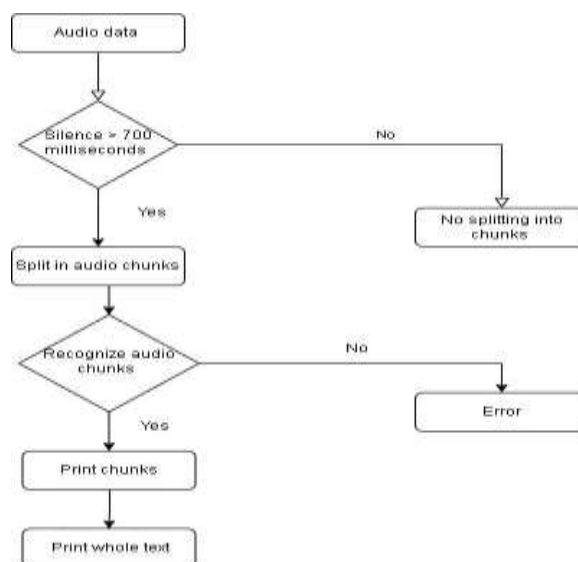 Audio data
Silence > 700
milliseconds
No
Yes
No splitting into
chunks
Split in audio chunks
Recognize audio
chunks
No
Yes
Error
Print chunks
Print whole text